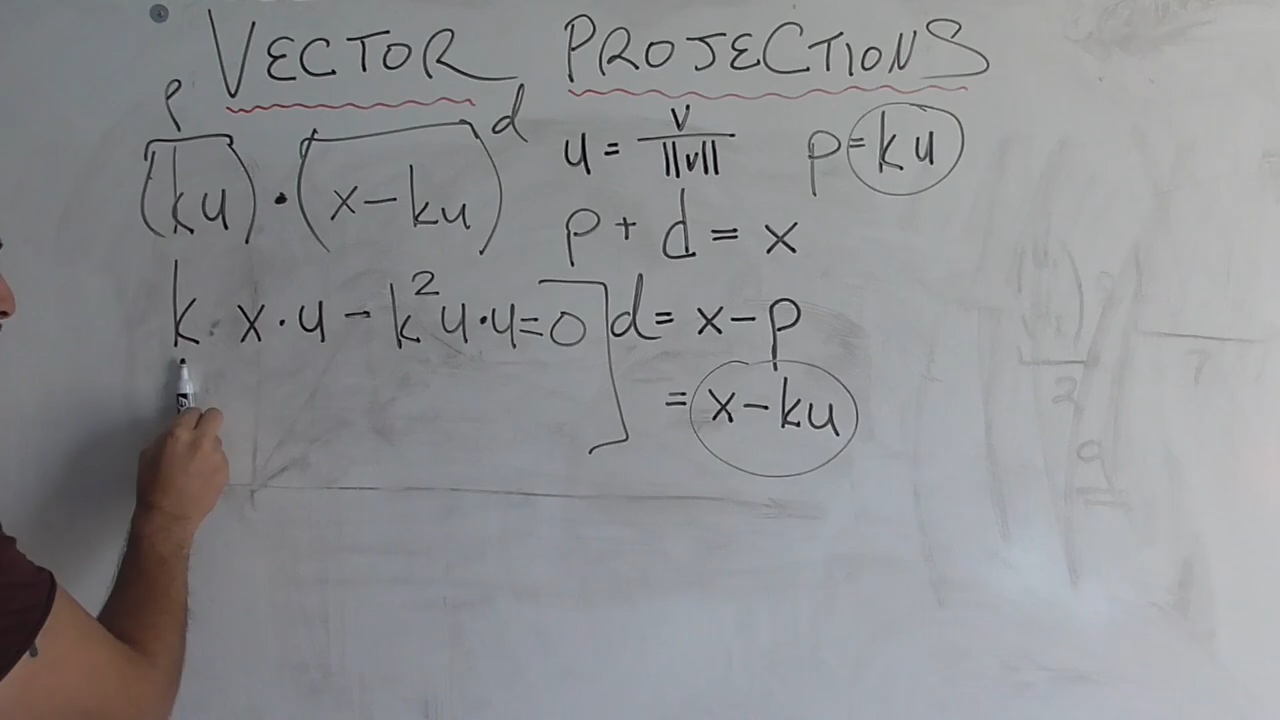 VECTOR PROJECTIONS
p d
(ku) · (x-ku)
k · x · u - k²u·u=0
u = v/||v|| p=ku
p + d = x
d = x-p
= x-ku